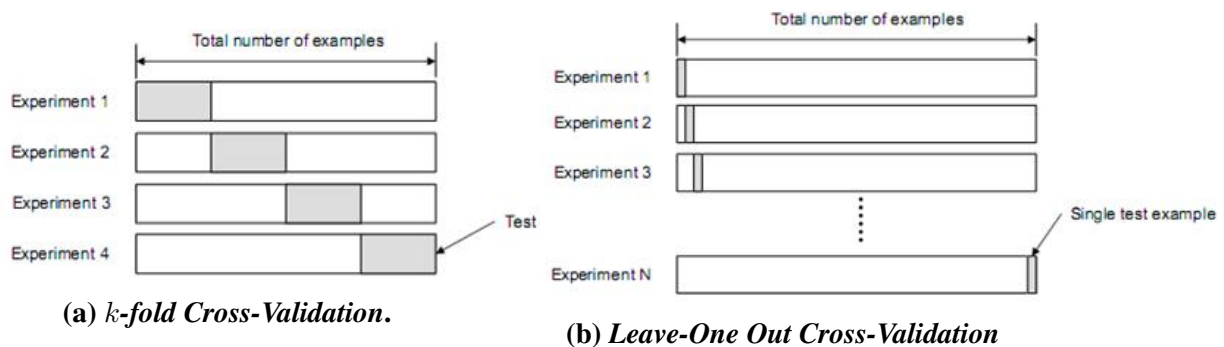 Total number of examples
Experiment 1
Experiment 2
Experiment 3
Experiment 4
Test
(a) k-fold Cross-Validation.
Total number of examples
Experiment 1
Experiment 2
Experiment 3
Single test example
Experiment N
(b) Leave-One Out Cross-Validation